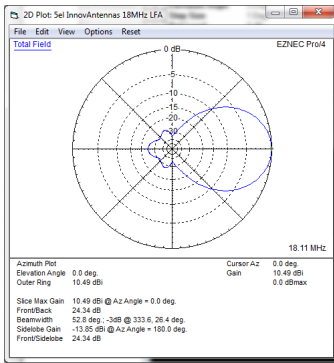 2D Plot: 5el InnovAntennas 18MHz LFA
File Edit View Options Reset
Total Field
0 dB
EZNEC Pro/4
-5
-10
-15
-20
-30
18.11 MHz
Azimuth Plot
Elevation Angle 0.0 deg.
Outer Ring 10.49 dBi
Cursor Az 0.0 deg.
Gain 10.49 dBi
0.0 dBmax
Slice Max Gain 10.49 dBi @ Az Angle = 0.0 deg.
Front/Back 24.34 dB
Beamwidth 52.8 deg.; -3dB @ 333.6, 26.4 deg.
Sidelobe Gain -13.85 dBi @ Az Angle = 180.0 deg.
Front/Sidelobe 24.34 dB